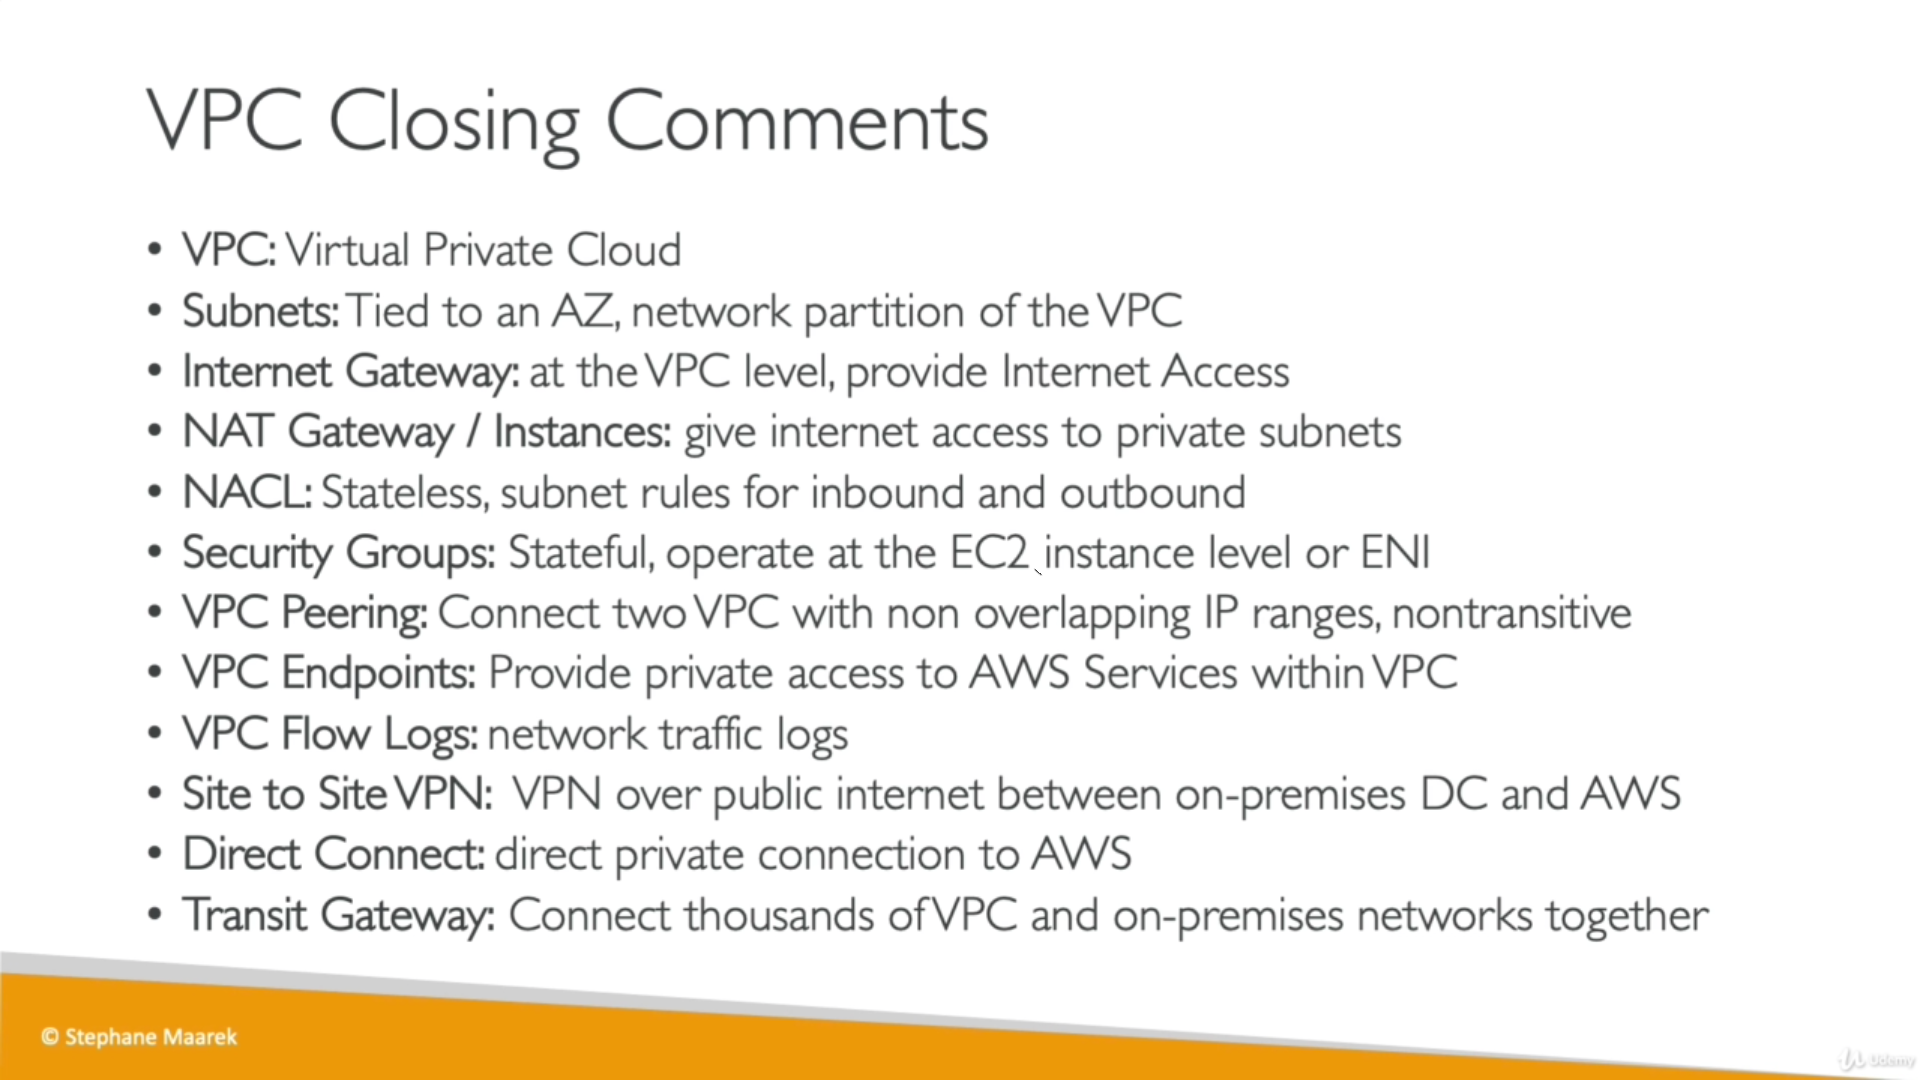 VPC Closing Comments
• VPC: Virtual Private Cloud
• Subnets: Tied to an AZ, network partition of the VPC
• Internet Gateway: at the VPC level, provide Internet Access
• NAT Gateway / Instances: give internet access to private subnets
• NACL: Stateless, subnet rules for inbound and outbound
• Security Groups: Stateful, operate at the EC2 instance level or ENI
• VPC Peering: Connect two VPC with non overlapping IP ranges, nontransitive
• VPC Endpoints: Provide private access to AWS Services within VPC
• VPC Flow Logs: network traffic logs
• Site to Site VPN: VPN over public internet between on-premises DC and AWS
• Direct Connect: direct private connection to AWS
• Transit Gateway: Connect thousands of VPC and on-premises networks together
© Stephane Maarek
Udemy